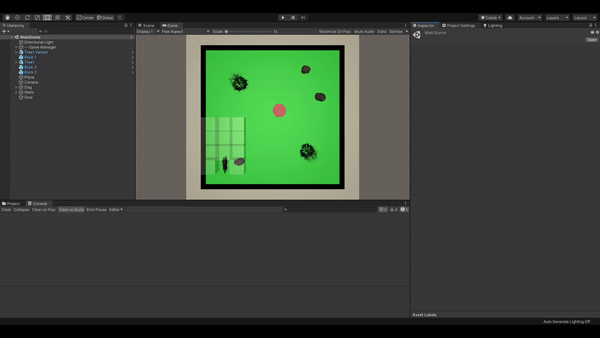 Center Global
Collab Account Layers Layout
Hierarchy Scene Game Inspector Project Settings Lighting
Display 1 Free Aspect Scale 1x Maximize On Play Mute Audio Stats Gizmos
All
MainScene
MainScene
Open
Directional Light
Game Manager
Tree1 Variant
Rock 1
Tree1
Rock 3
Rock 2
Plane
Camera
Dog
Walls
Goal
Project Console
Clear Collapse Clear on Play Clear on Build Error Pause Editor
Asset Labels
Auto Generate Lighting Off